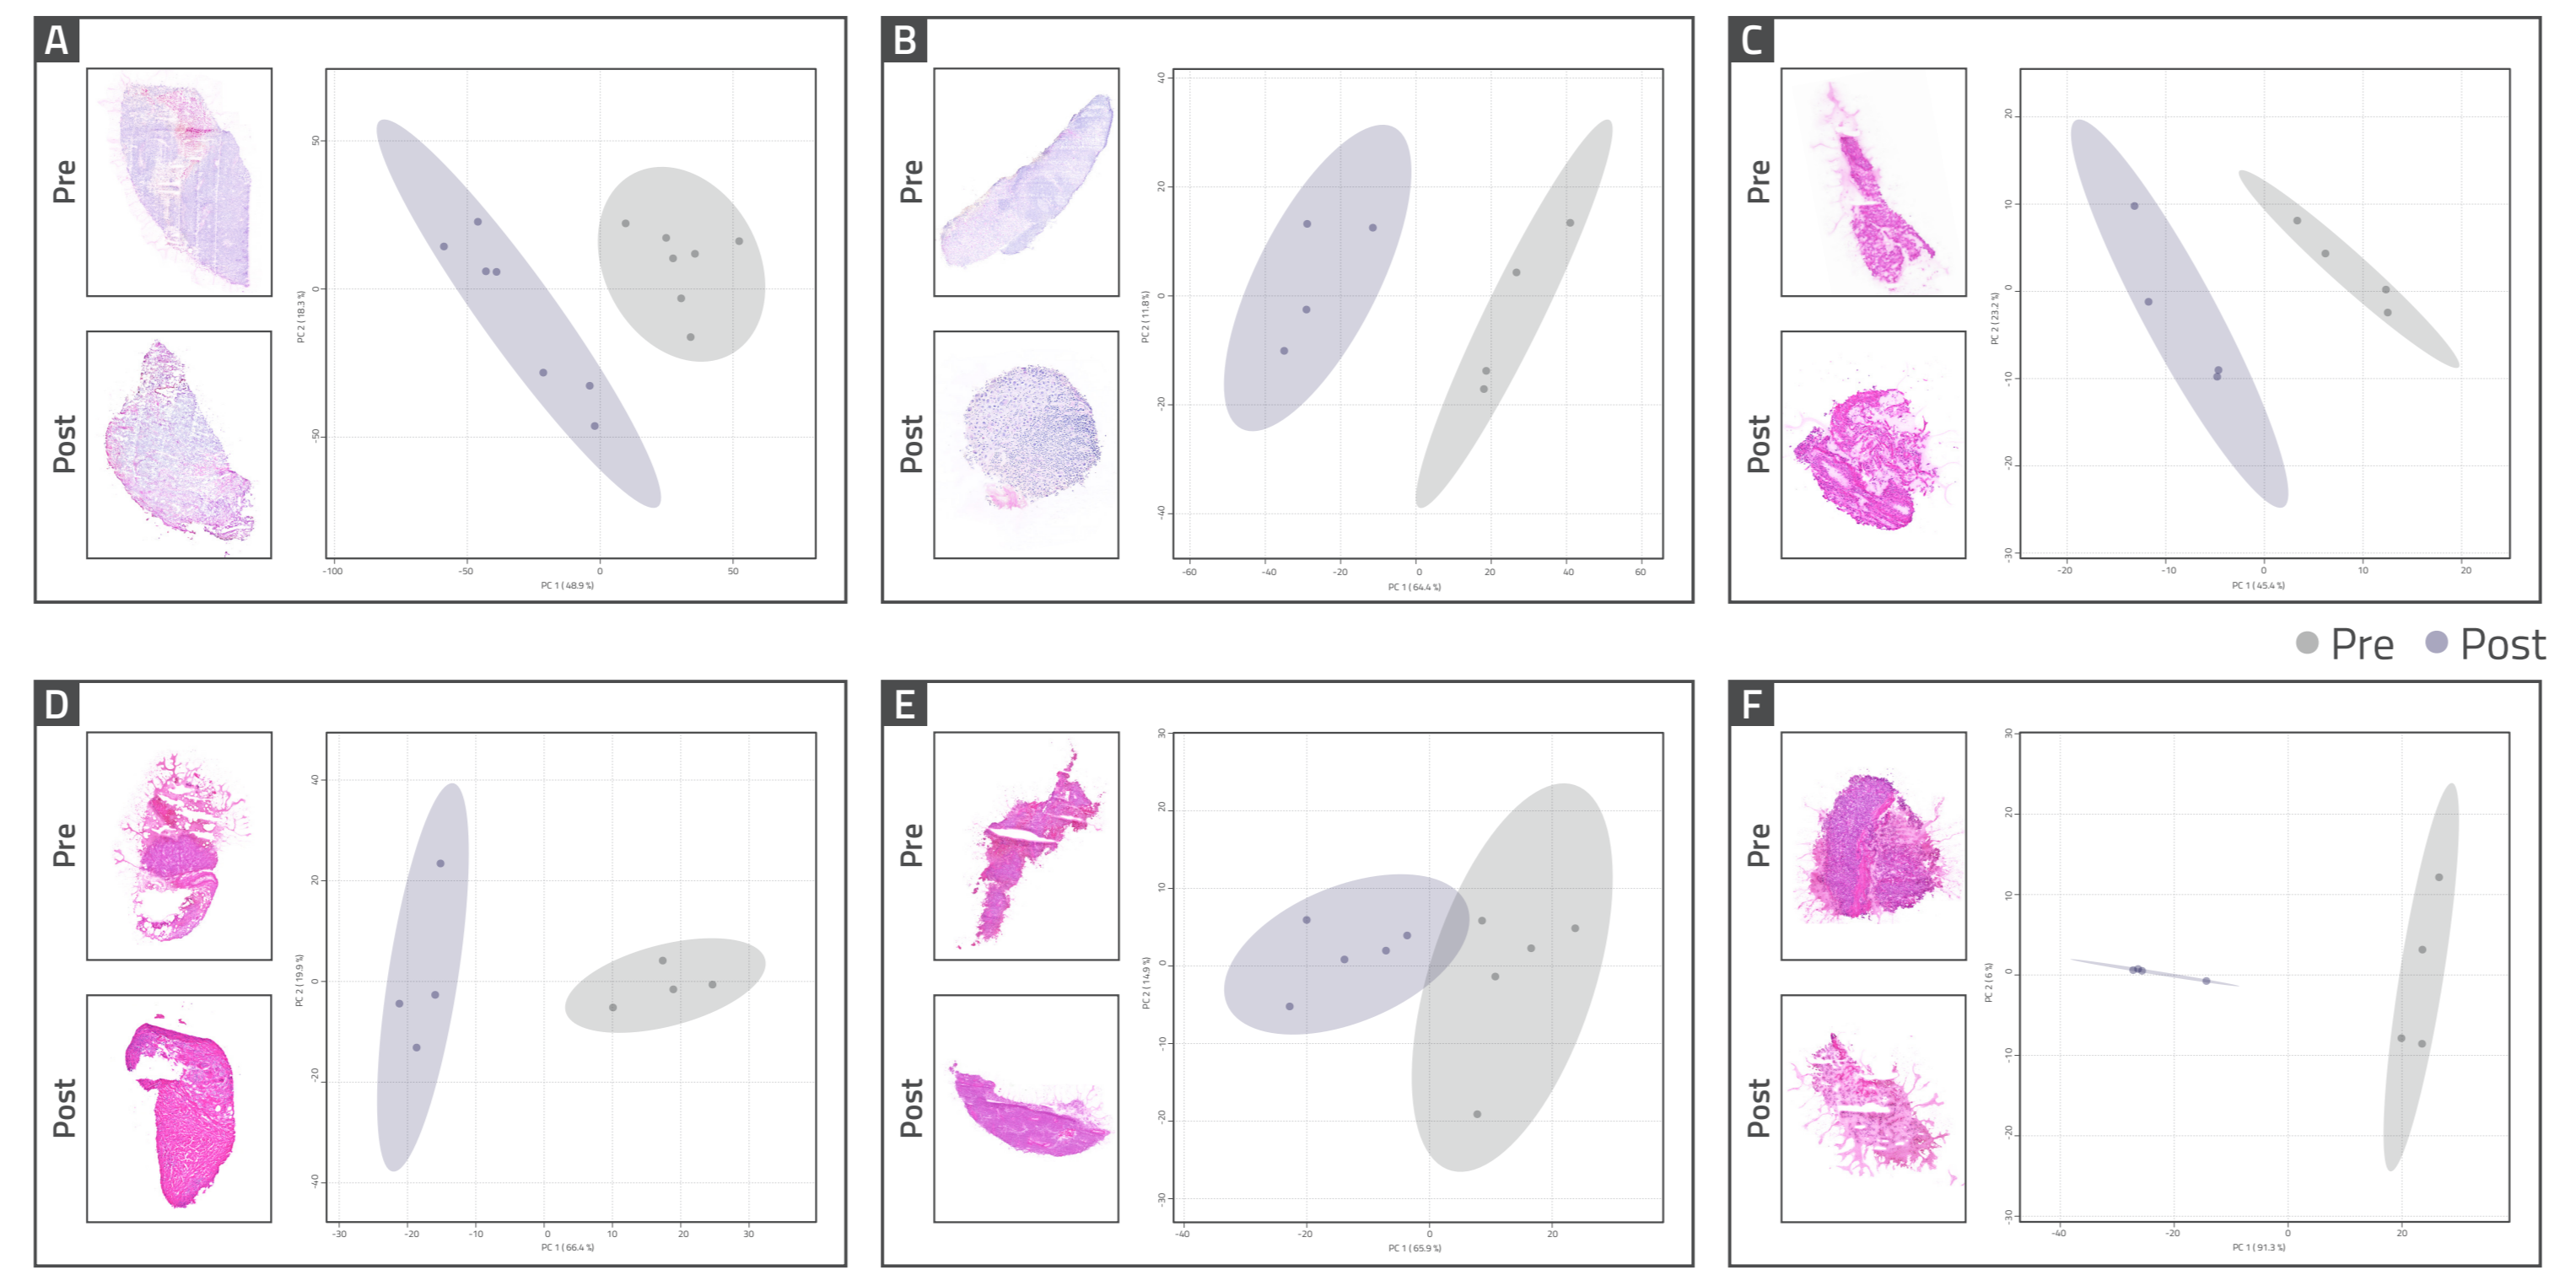 A
Pre
Post
PC 2 ( 18.3 %)
50
0
-50
-100
-50
0
50
PC 1 ( 48.9 %)
B
Pre
Post
PC 2 ( 11.8 %)
40
20
0
-20
-40
-60
-40
-20
0
20
40
60
PC 1 ( 64.4 %)
C
Pre
Post
PC 2 ( 23.2 %)
20
10
0
-10
-20
-30
-20
-10
0
10
20
PC 1 ( 45.4 %)
Pre
Post
D
Pre
Post
PC 2 ( 19.9 %)
40
20
0
-20
-40
-30
-20
-10
0
10
20
30
PC 1 ( 66.4 %)
E
Pre
Post
PC 2 ( 14.9 %)
30
20
10
0
-10
-20
-30
-40
-20
0
20
PC 1 ( 65.9 %)
F
Pre
Post
PC 2 ( 6 %)
30
20
10
0
-10
-20
-30
-40
-20
0
20
PC 1 ( 91.3 %)